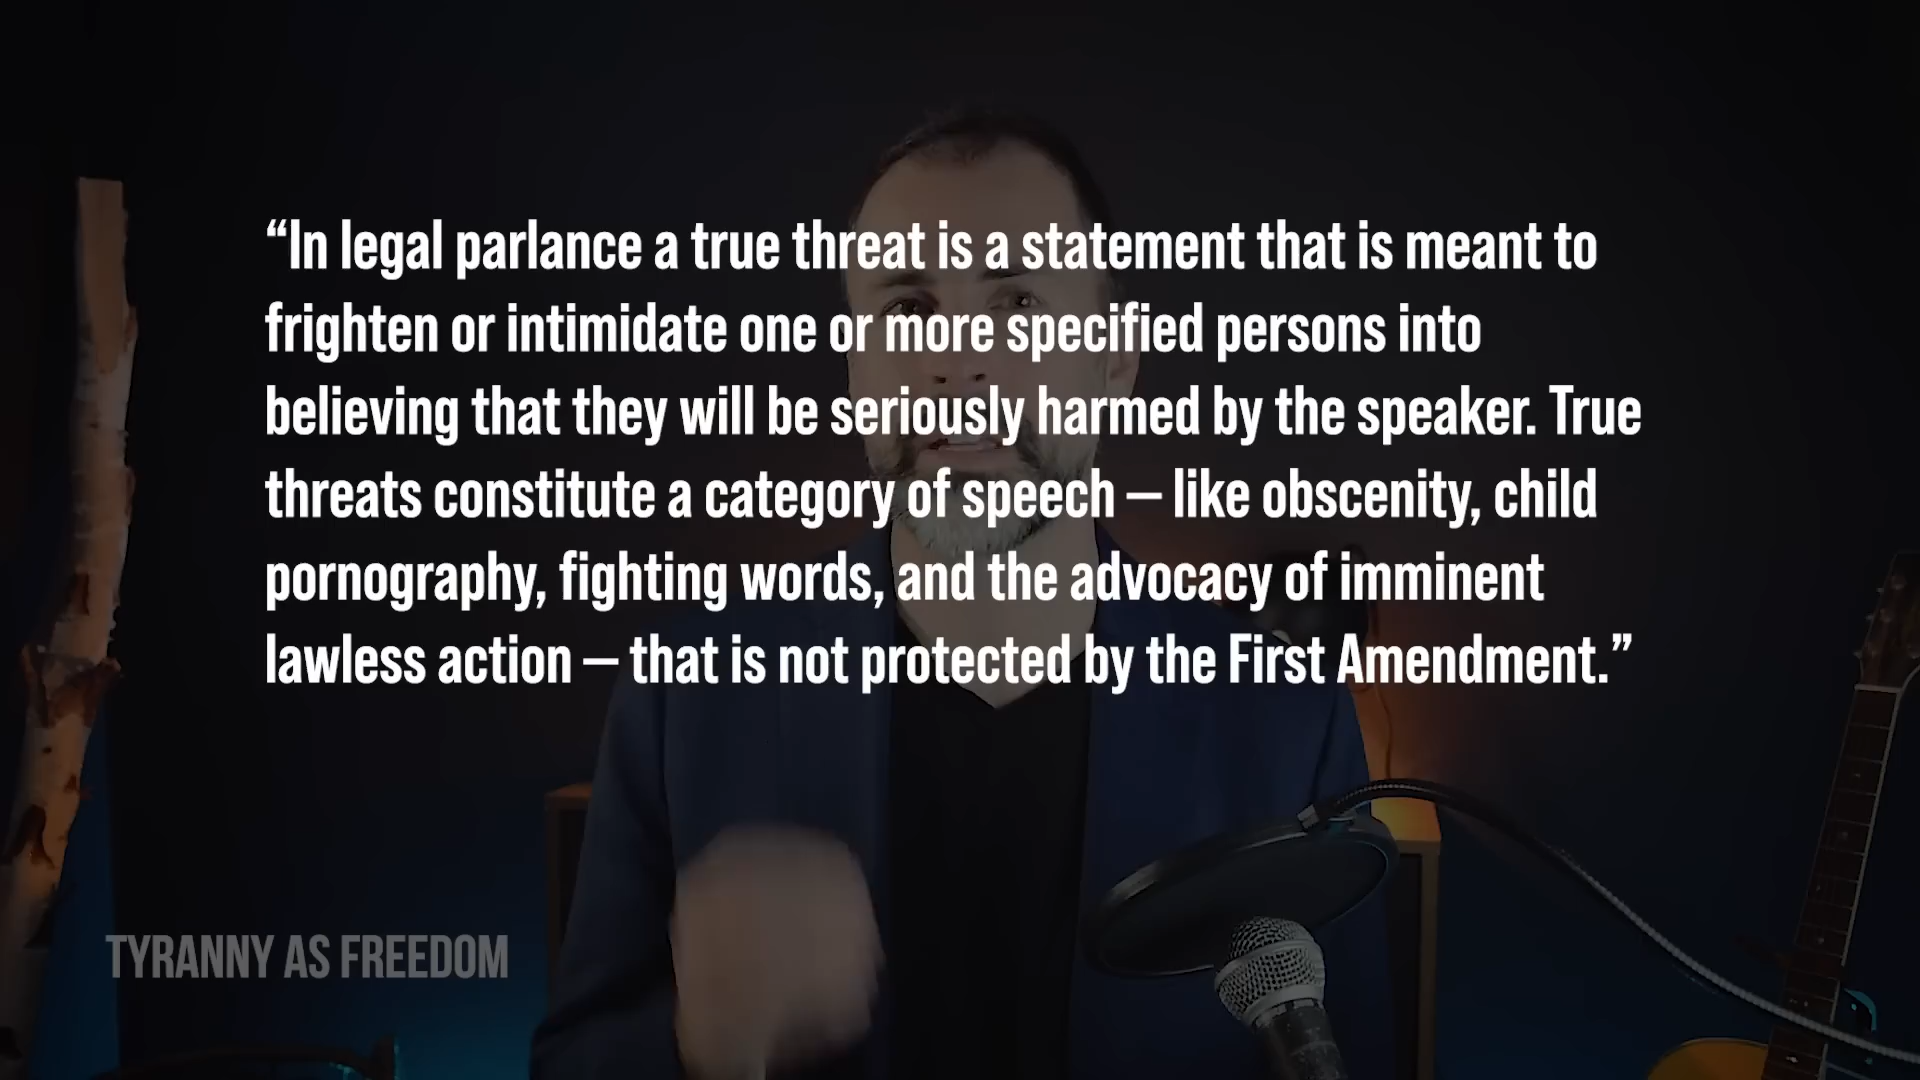 “In legal parlance a true threat is a statement that is meant to
frighten or intimidate one or more specified persons into
believing that they will be seriously harmed by the speaker. True
threats constitute a category of speech — like obscenity, child
pornography, fighting words, and the advocacy of imminent
lawless action — that is not protected by the First Amendment.”
TYRANNY AS FREEDOM